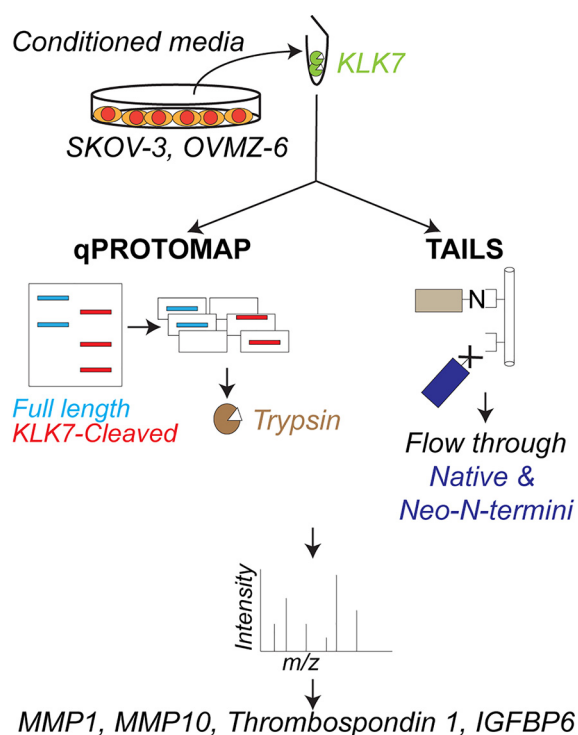 Conditioned media
KLK7
SKOV-3, OVMZ-6
qPROTOMAP
TAILS
N
Full length
KLK7-Cleaved
Trypsin
Flow through
Native &
Neo-N-termini
Intensity
m/z
MMP1, MMP10, Thrombospondin 1, IGFBP6